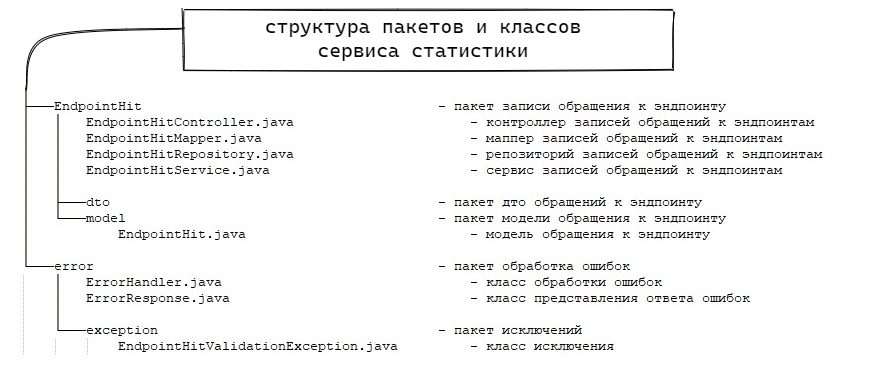 структура пакетов и классов
сервиса статистики
EndpointHit - пакет записи обращения к эндпоинту
EndpointHitController.java - контроллер записей обращений к эндпоинтам
EndpointHitMapper.java - маппер записей обращений к эндпоинтам
EndpointHitRepository.java - репозиторий записей обращений к эндпоинтам
EndpointHitService.java - сервис записей обращений к эндпоинтам
dto - пакет дто обращений к эндпоинту
model - пакет модели обращения к эндпоинту
EndpointHit.java - модель обращения к эндпоинту
error - пакет обработка ошибок
ErrorHandler.java - класс обработки ошибок
ErrorResponse.java - класс представления ответа ошибок
exception - пакет исключений
EndpointHitValidationException.java - класс исключения